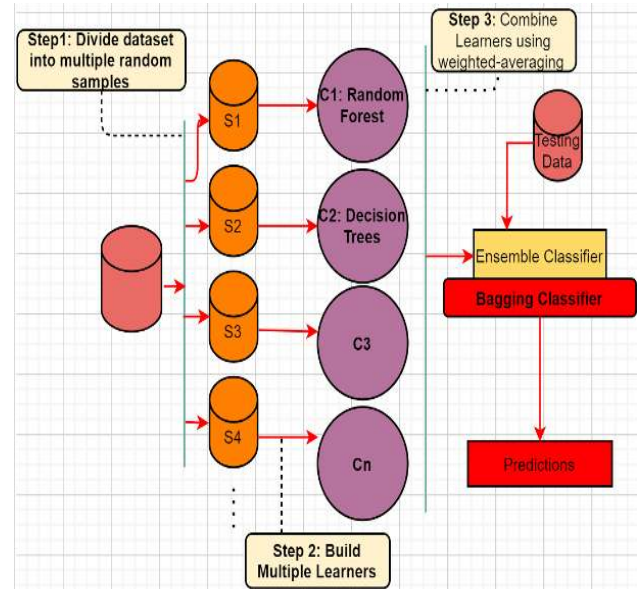 Step1: Divide dataset
into multiple random
samples
Step 3: Combine
Learners using
weighted-averaging
S1
C1: Random
Forest
Testing
Data
S2
C2: Decision
Trees
Ensemble Classifier
Bagging Classifier
S3
C3
S4
Cn
Predictions
Step 2: Build
Multiple Learners